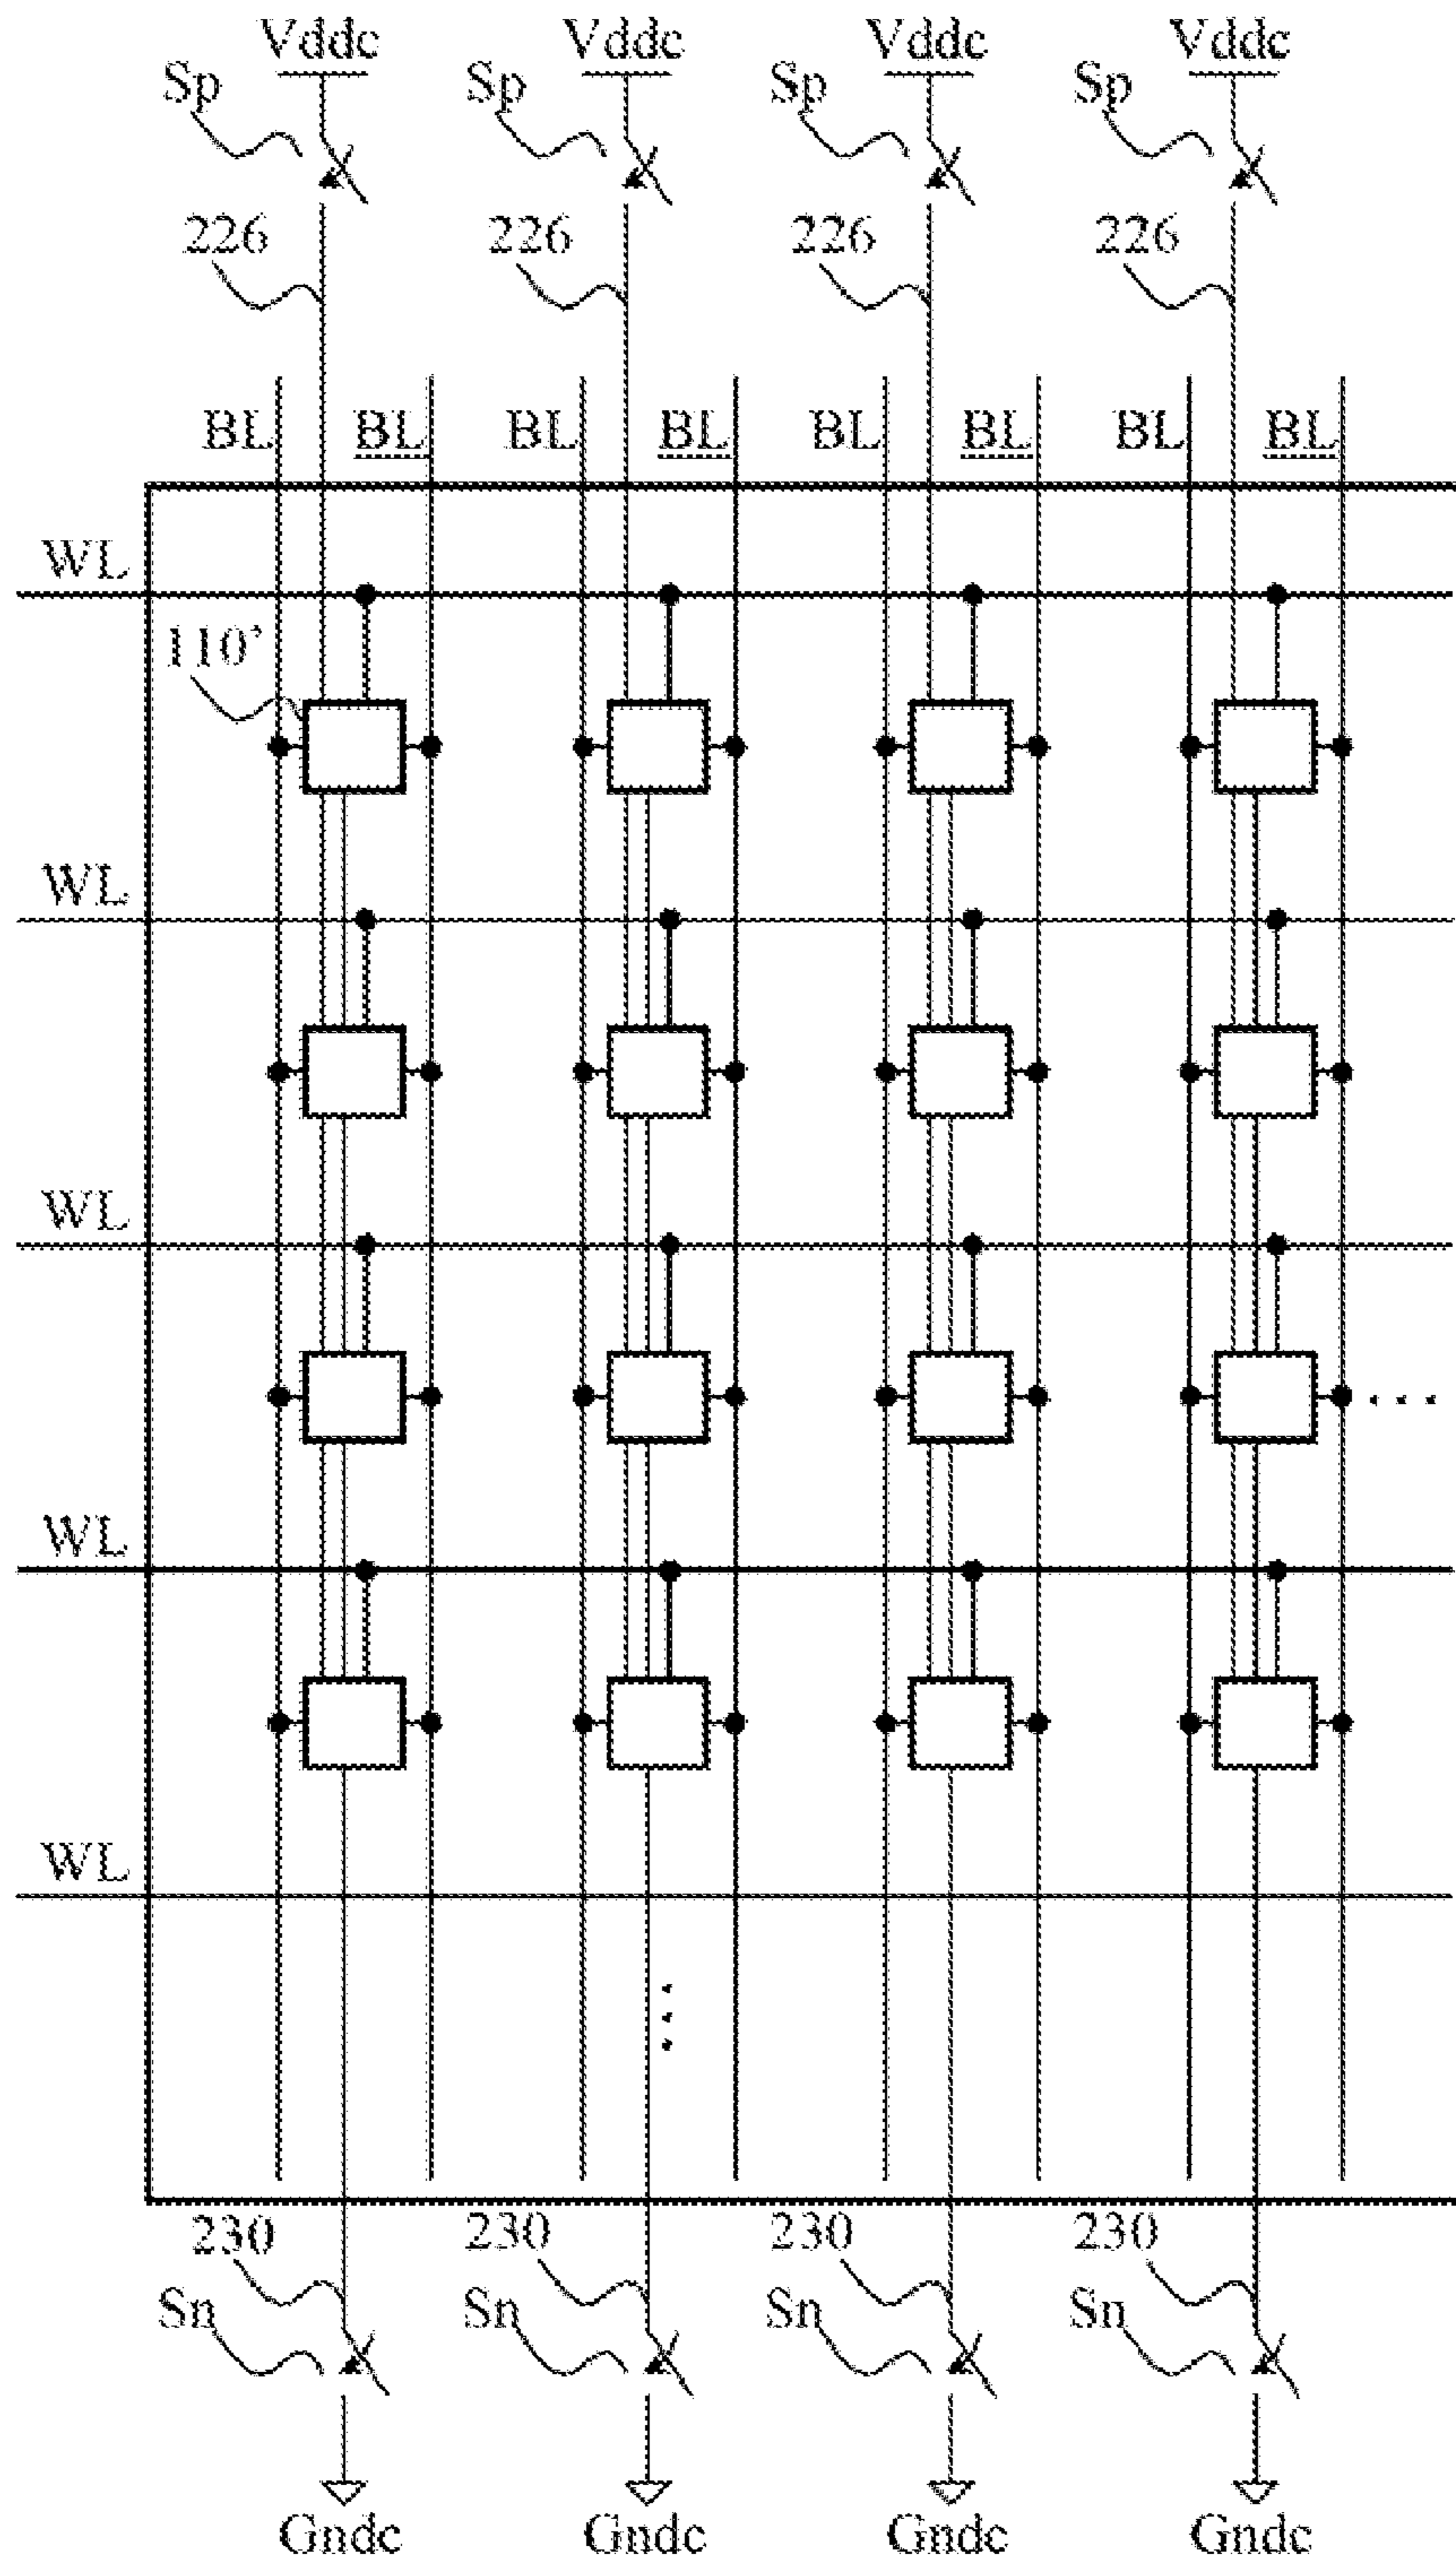 Vddc Vddc Vddc Vddc
Sp Sp Sp Sp
226 226 226 226
BL BL BL BL BL BL BL BL
WL
110'
WL
WL
...
WL
WL
...
230 230 230 230
Sn Sn Sn Sn
Gndc Gndc Gndc Gndc